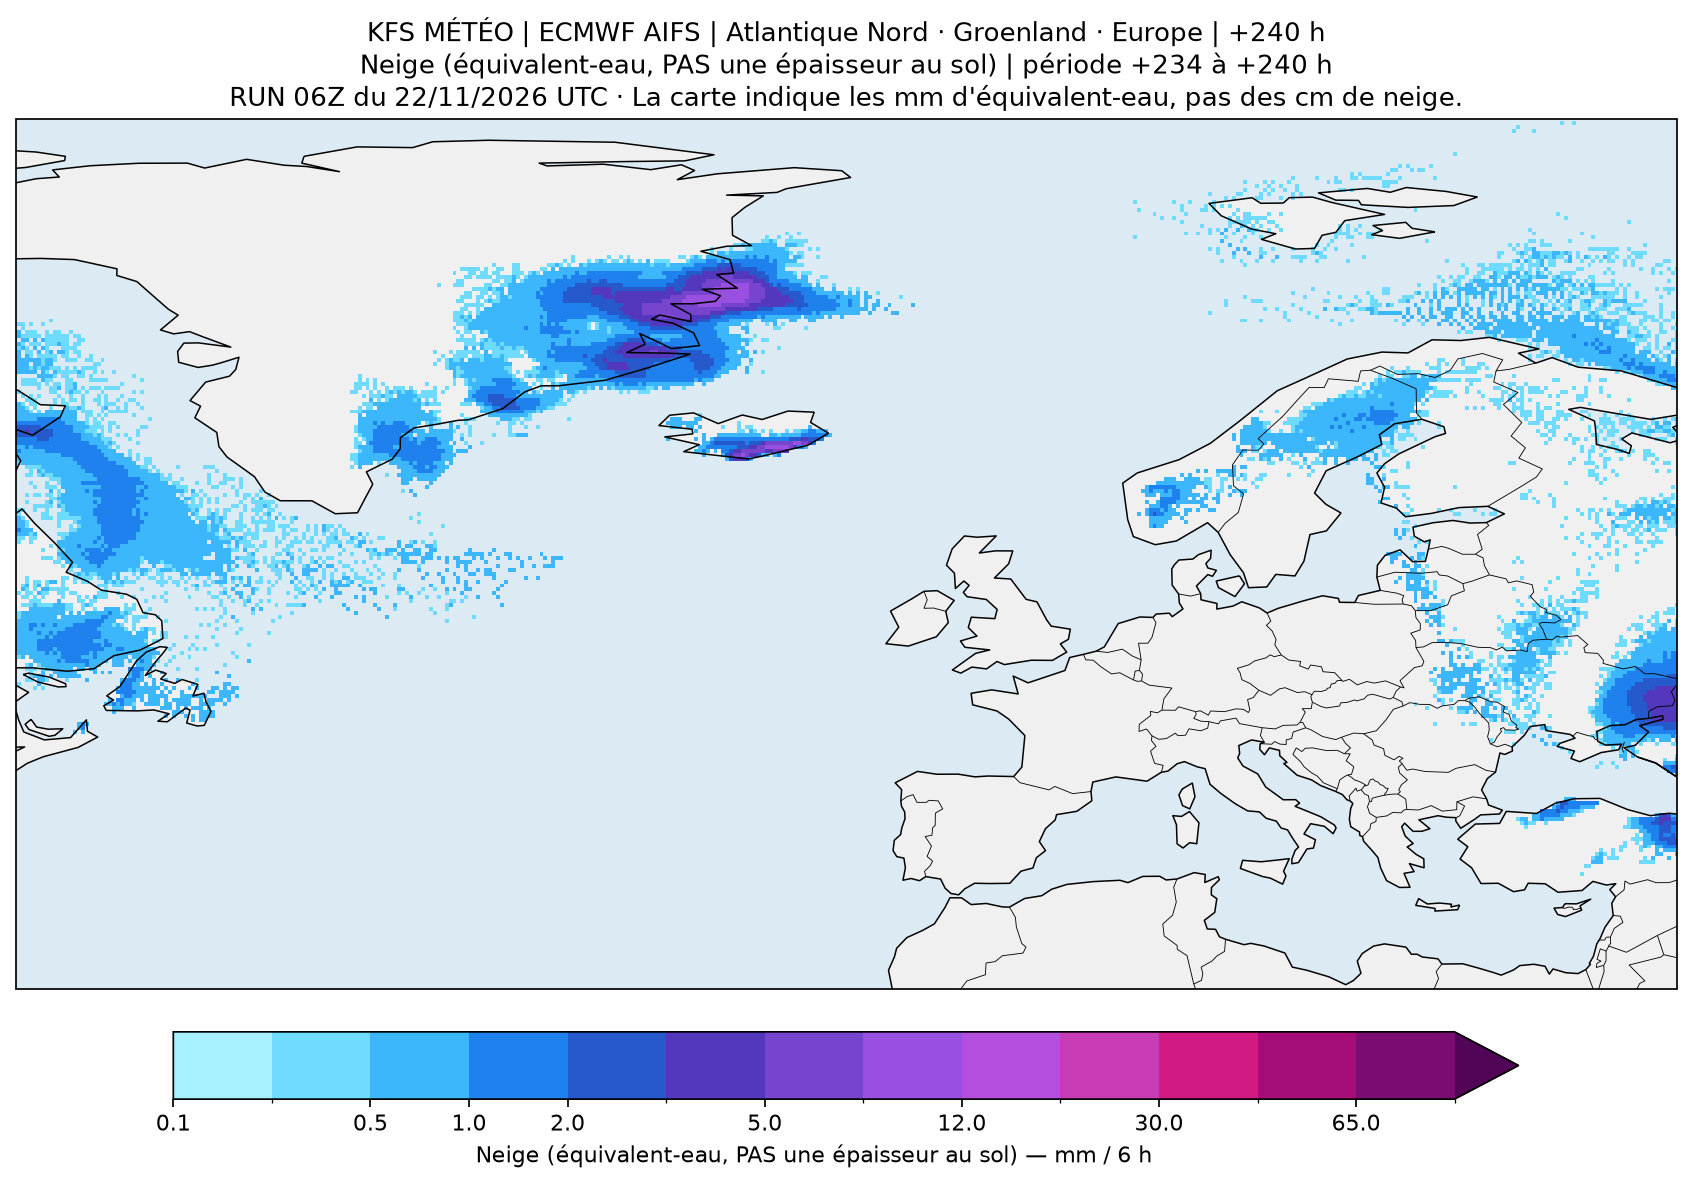 KFS MÉTÉO | ECMWF AIFS | Atlantique Nord · Groenland · Europe | +240 h
Neige (équivalent-eau, PAS une épaisseur au sol) | période +234 à +240 h
RUN 06Z du 22/11/2026 UTC · La carte indique les mm d'équivalent-eau, pas des cm de neige.
0.1 0.5 1.0 2.0 5.0 12.0 30.0 65.0
Neige (équivalent-eau, PAS une épaisseur au sol) — mm / 6 h